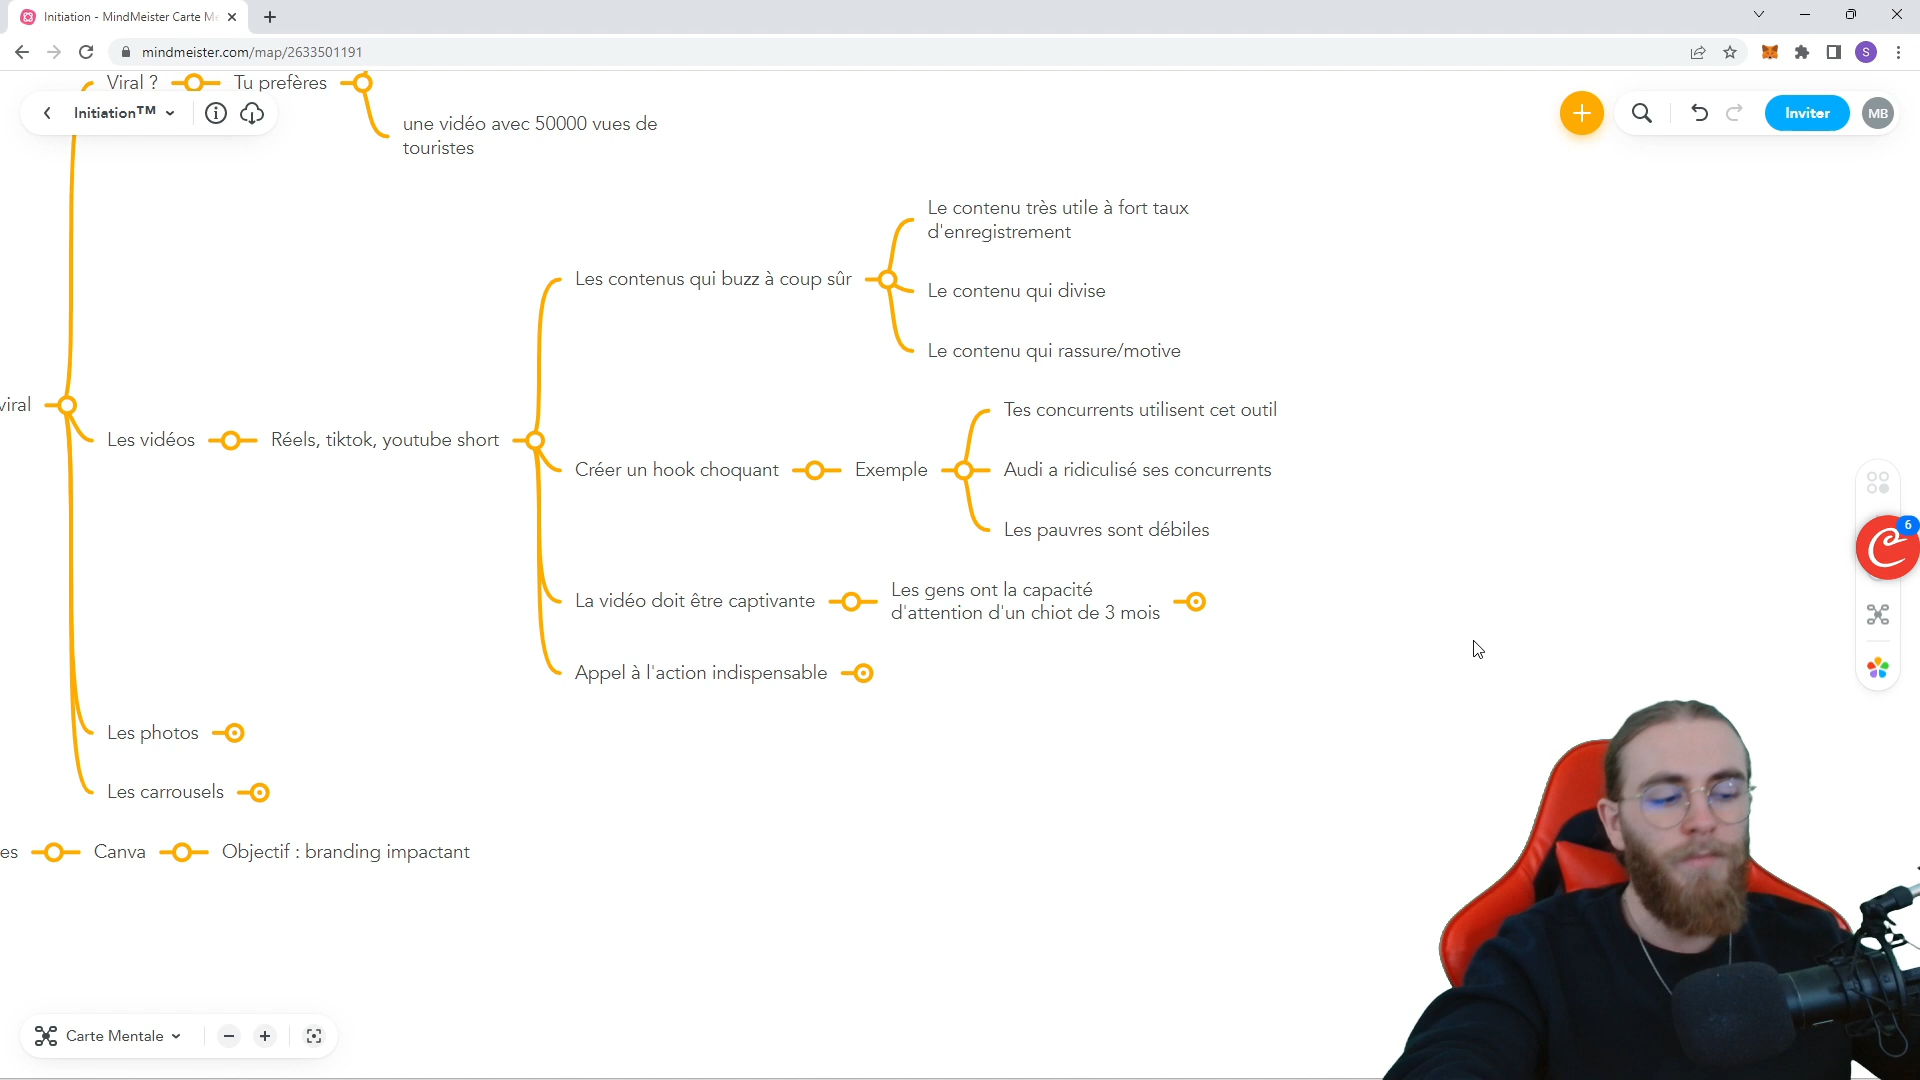 Initiation - MindMeister Carte Me
mindmeister.com/map/2633501191
S
Viral ?
Tu prefères
Initiation™
Inviter
MB
une vidéo avec 50000 vues de
touristes
Le contenu très utile à fort taux
d'enregistrement
Les contenus qui buzz à coup sûr
Le contenu qui divise
Le contenu qui rassure/motive
viral
Tes concurrents utilisent cet outil
Les vidéos
Réels, tiktok, youtube short
Créer un hook choquant
Exemple
Audi a ridiculisé ses concurrents
Les pauvres sont débiles
6
La vidéo doit être captivante
Les gens ont la capacité
d'attention d'un chiot de 3 mois
Appel à l'action indispensable
Les photos
Les carrousels
es
Canva
Objectif : branding impactant
Carte Mentale